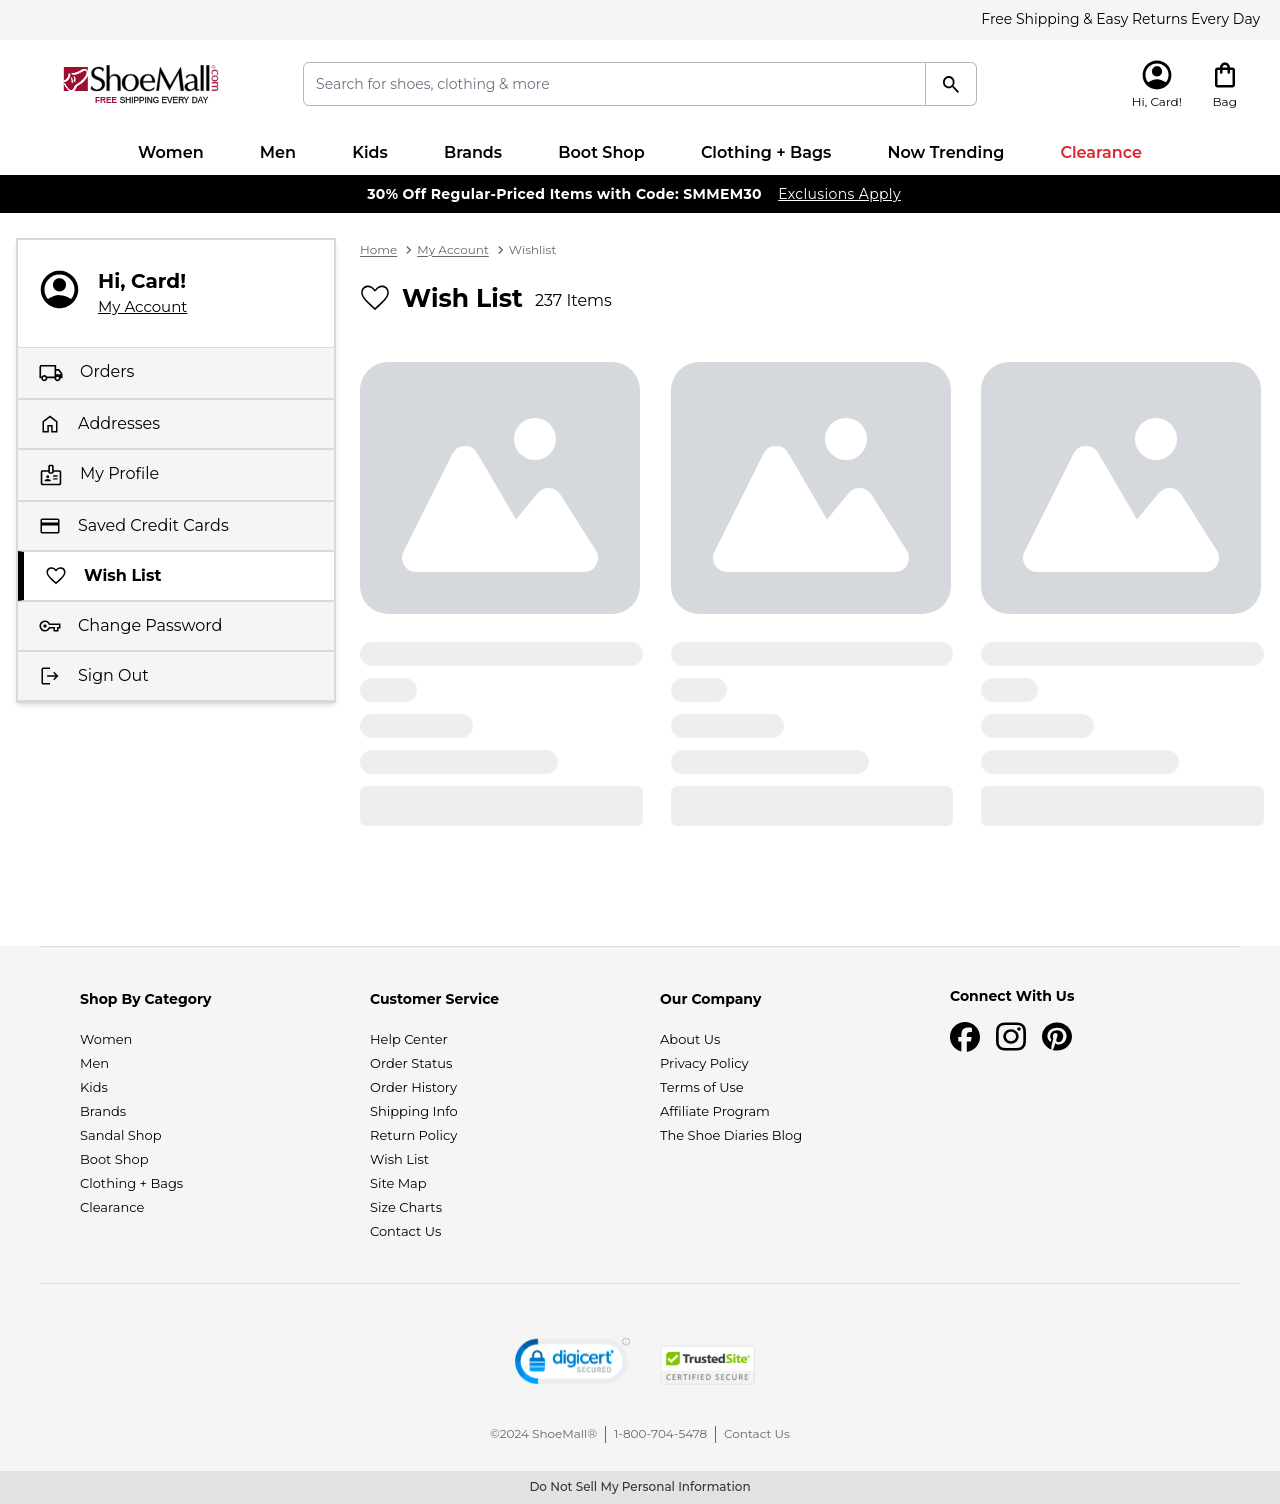 Free Shipping & Easy Returns Every Day
ShoeMall.com
FREE SHIPPING EVERY DAY
Search for shoes, clothing & more
Hi, Card!
Bag
Women Men Kids Brands Boot Shop Clothing + Bags Now Trending Clearance
30% Off Regular-Priced Items with Code: SMMEM30 Exclusions Apply
Hi, Card!
My Account
Orders
Addresses
My Profile
Saved Credit Cards
Wish List
Change Password
Sign Out
Home > My Account > Wishlist
Wish List 237 Items
Shop By Category
Women
Men
Kids
Brands
Sandal Shop
Boot Shop
Clothing + Bags
Clearance
Customer Service
Help Center
Order Status
Order History
Shipping Info
Return Policy
Wish List
Site Map
Size Charts
Contact Us
Our Company
About Us
Privacy Policy
Terms of Use
Affiliate Program
The Shoe Diaries Blog
Connect With Us
digicert
SECURED
TrustedSite
CERTIFIED SECURE
©2024 ShoeMall® | 1-800-704-5478 | Contact Us
Do Not Sell My Personal Information